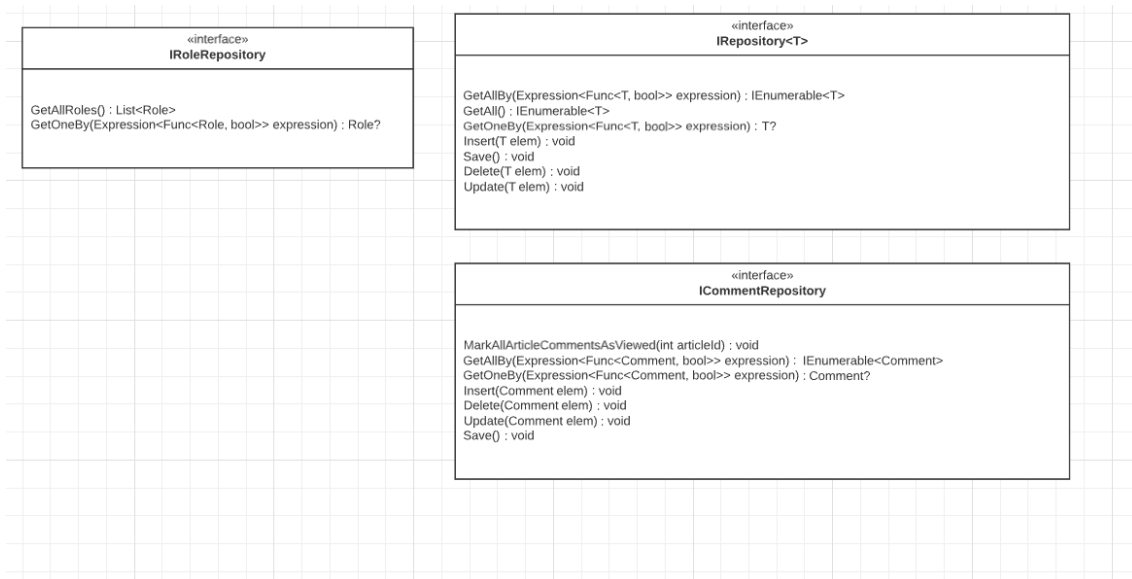 «interface»
IRoleRepository
GetAllRoles() : List<Role>
GetOneBy(Expression<Func<Role, bool>> expression) : Role?
«interface»
IRepository<T>
GetAllBy(Expression<Func<T, bool>> expression) : IEnumerable<T>
GetAll() : IEnumerable<T>
GetOneBy(Expression<Func<T, bool>> expression) : T?
Insert(T elem) : void
Save() : void
Delete(T elem) : void
Update(T elem) : void
«interface»
ICommentRepository
MarkAllArticleCommentsAsViewed(int articleId) : void
GetAllBy(Expression<Func<Comment, bool>> expression) : IEnumerable<Comment>
GetOneBy(Expression<Func<Comment, bool>> expression) : Comment?
Insert(Comment elem) : void
Delete(Comment elem) : void
Update(Comment elem) : void
Save() : void